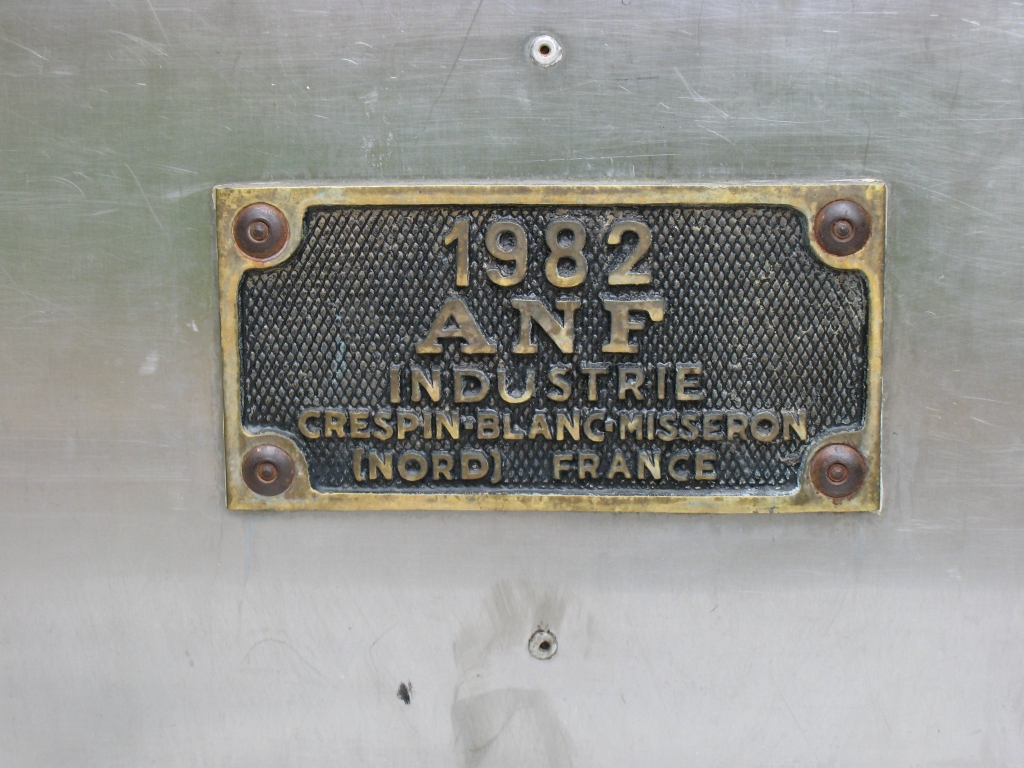 1982
ANF
INDUSTRIE
CRESPIN-BLANC-MISSERON
(NORD) FRANCE